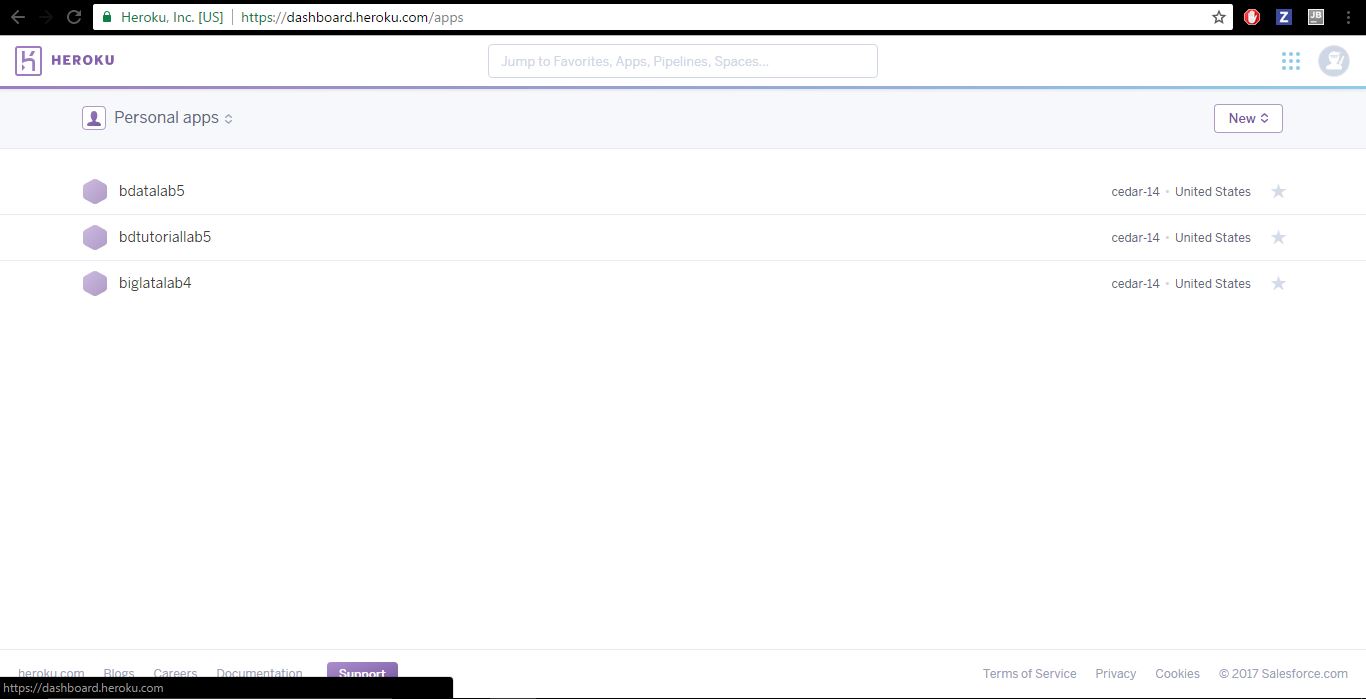 Heroku, Inc. [US] https://dashboard.heroku.com/apps
Z
JB
HEROKU
Jump to Favorites, Apps, Pipelines, Spaces...
Personal apps
New
bdatalab5 cedar-14 • United States
bdtutoriallab5 cedar-14 • United States
biglatalab4 cedar-14 • United States
heroku.com Blogs Careers Documentation Support Terms of Service Privacy Cookies © 2017 Salesforce.com
https://dashboard.heroku.com